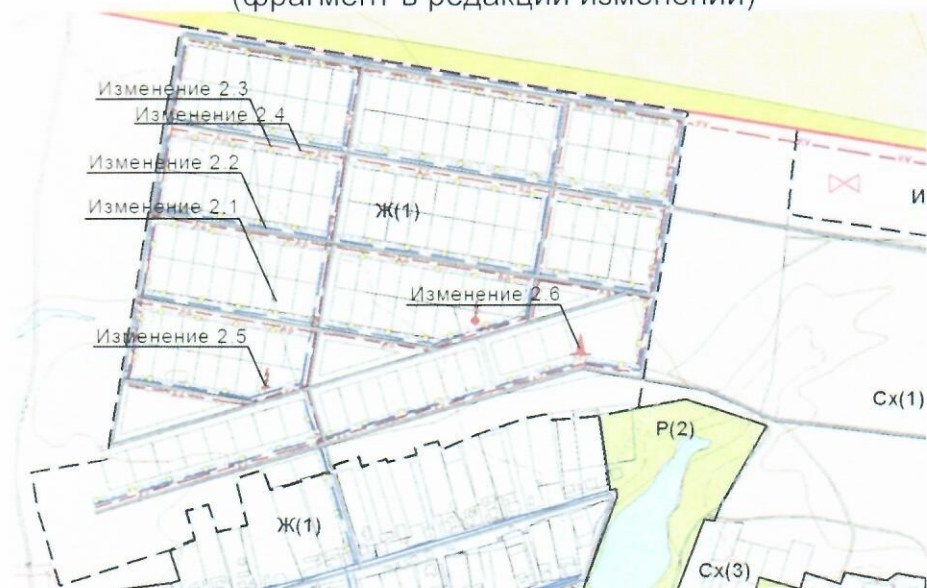 (фрагмент в редакции изменений)
Изменение 2.3
Изменение 2.4
Изменение 2.2
Изменение 2.1
Ж(1)
И
Изменение 2.6
Изменение 2.5
Сх(1)
Р(2)
Ж(1)
Сх(3)